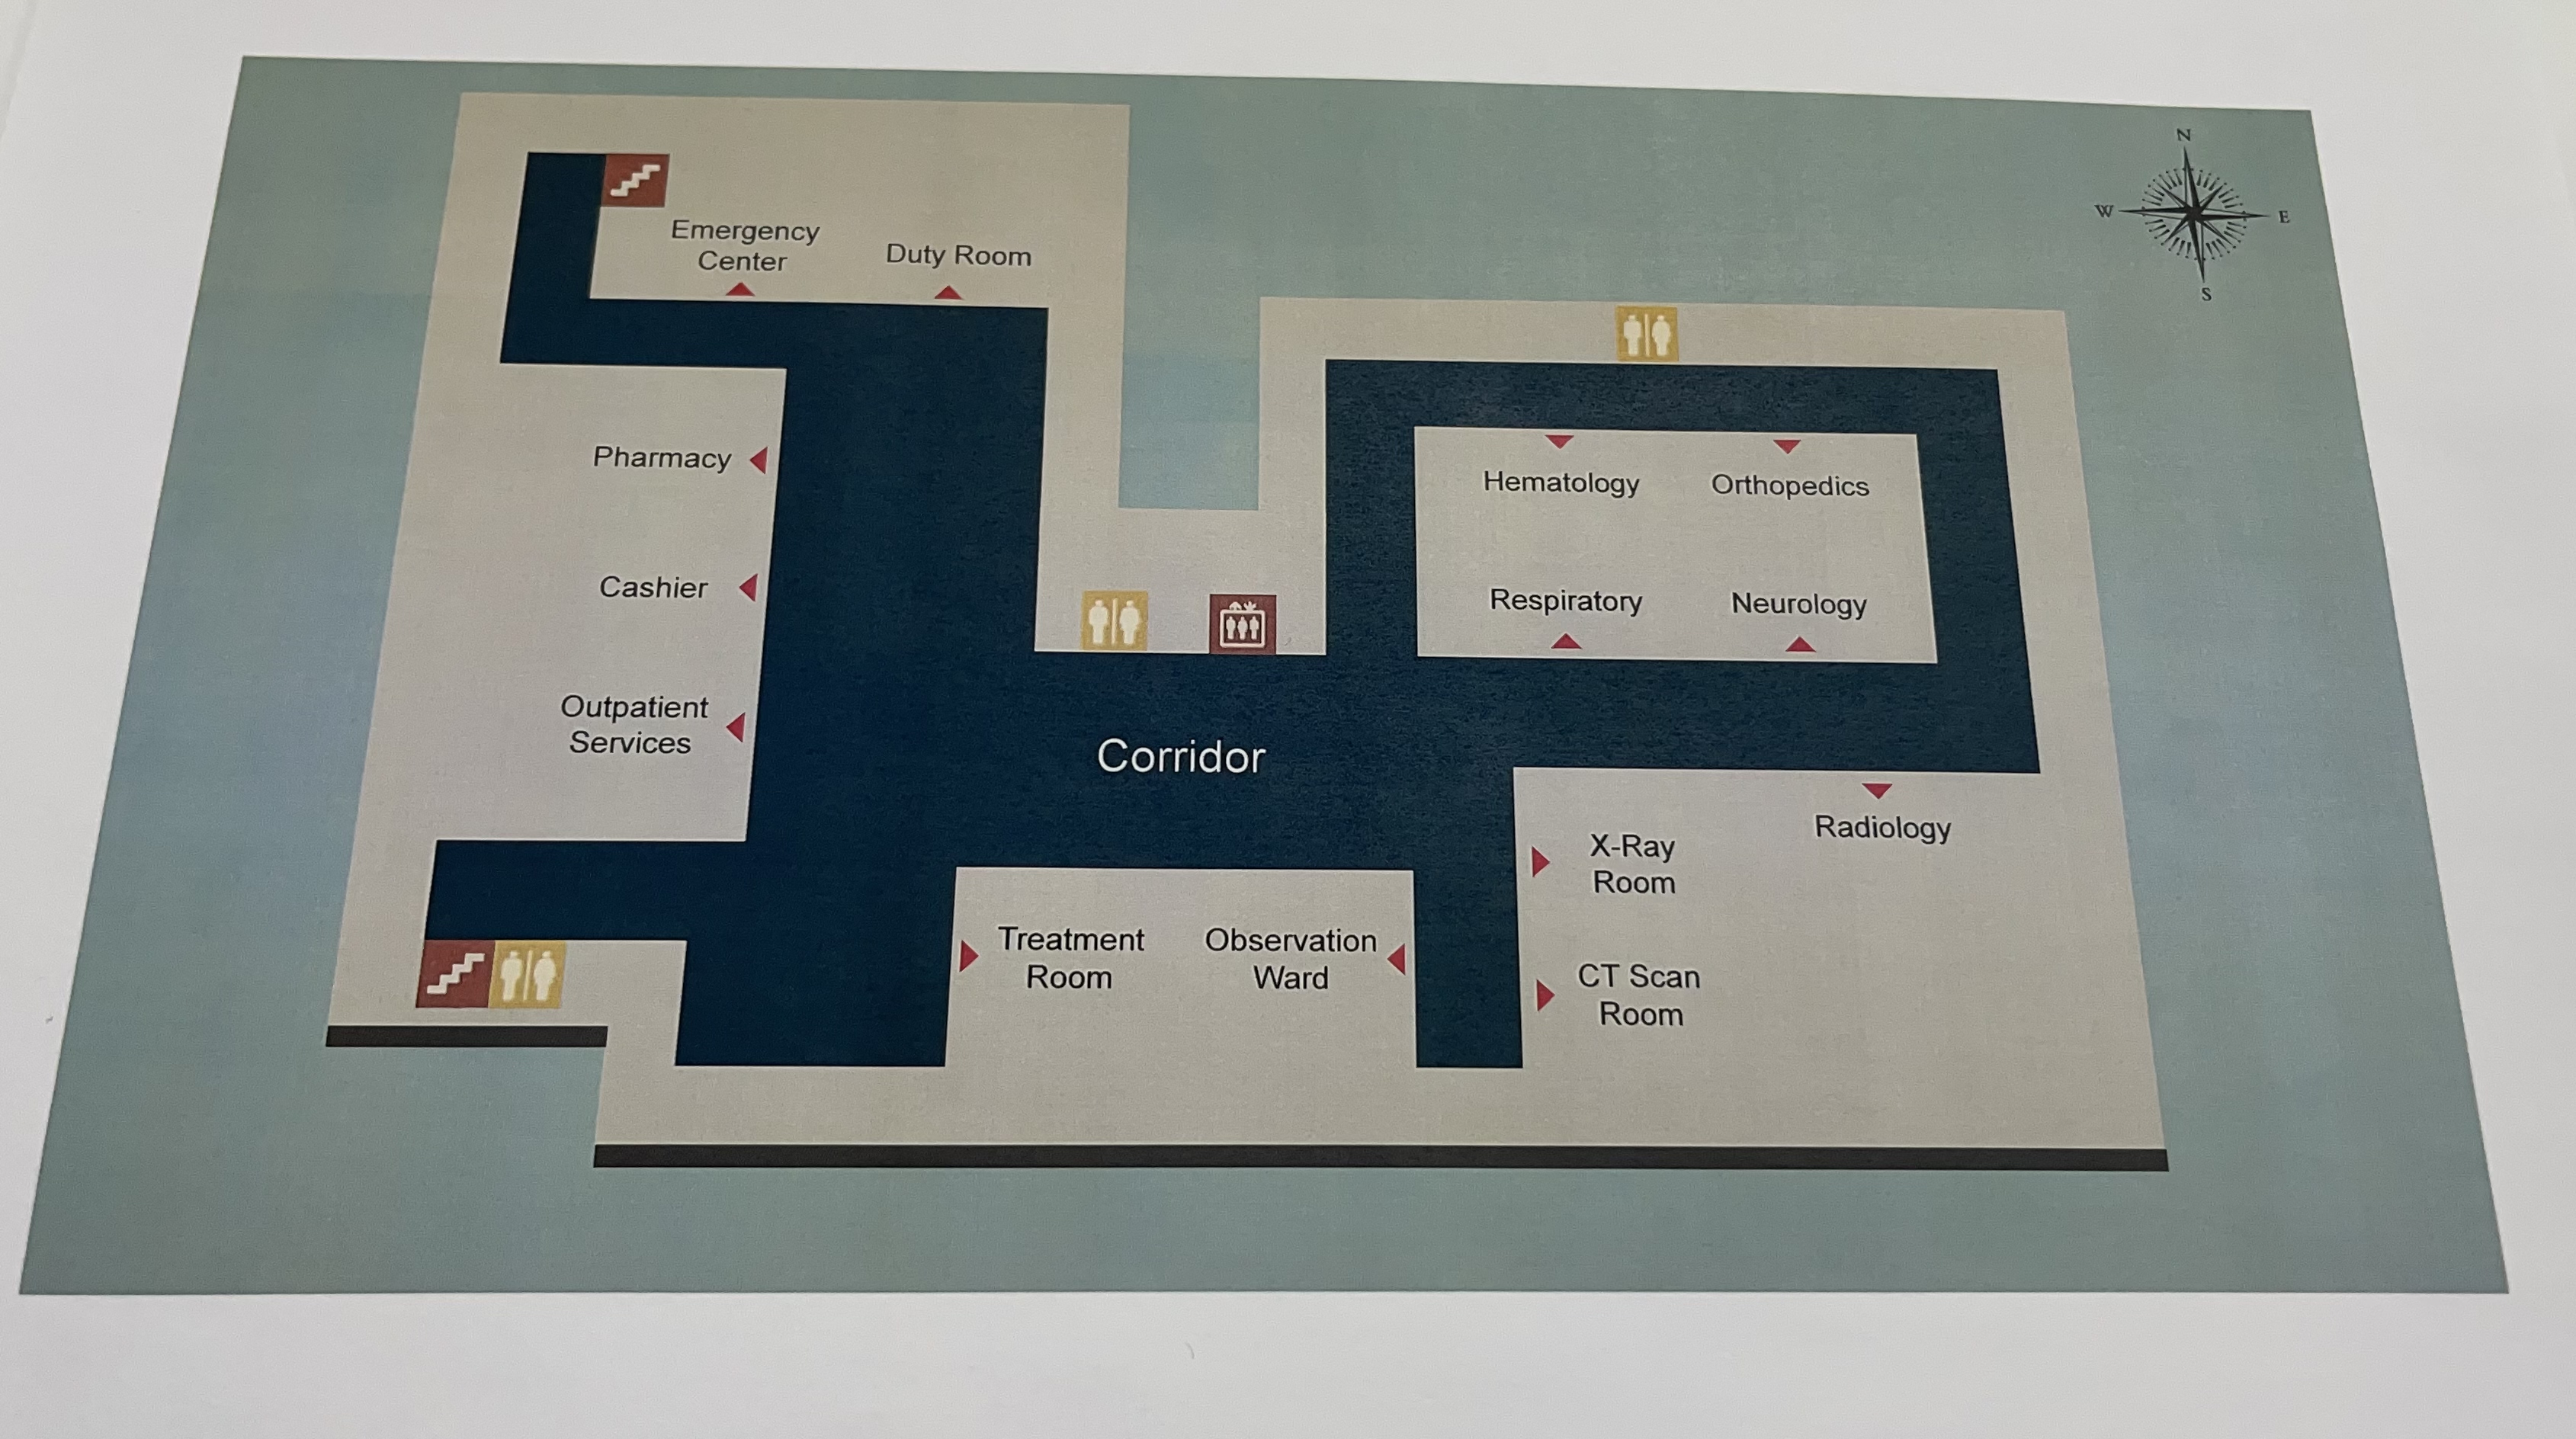 N
W
E
S
Emergency
Center
Duty Room
Pharmacy
Cashier
Outpatient
Services
Hematology
Orthopedics
Respiratory
Neurology
Corridor
Radiology
X-Ray
Room
CT Scan
Room
Treatment
Room
Observation
Ward